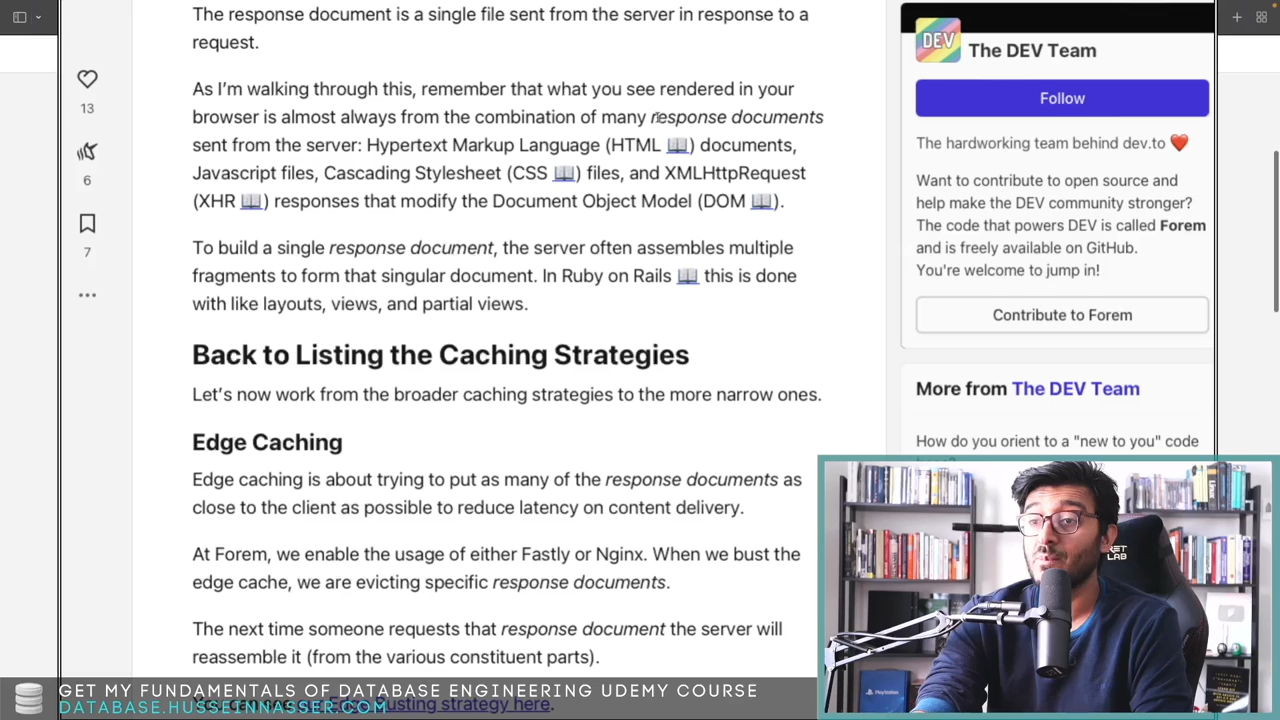 The response document is a single file sent from the server in response to a
request.
As I'm walking through this, remember that what you see rendered in your
browser is almost always from the combination of many response documents
sent from the server: Hypertext Markup Language (HTML 📖) documents,
Javascript files, Cascading Stylesheet (CSS 📖) files, and XMLHttpRequest
(XHR 📖) responses that modify the Document Object Model (DOM 📖).
To build a single response document, the server often assembles multiple
fragments to form that singular document. In Ruby on Rails 📖 this is done
with like layouts, views, and partial views.
Back to Listing the Caching Strategies
Let's now work from the broader caching strategies to the more narrow ones.
Edge Caching
Edge caching is about trying to put as many of the response documents as
close to the client as possible to reduce latency on content delivery.
At Forem, we enable the usage of either Fastly or Nginx. When we bust the
edge cache, we are evicting specific response documents.
The next time someone requests that response document the server will
reassemble it (from the various constituent parts).
busting strategy here.
13
6
7
DEV
The DEV Team
Follow
The hardworking team behind dev.to ❤️
Want to contribute to open source and
help make the DEV community stronger?
The code that powers DEV is called Forem
and is freely available on GitHub.
You're welcome to jump in!
Contribute to Forem
More from The DEV Team
How do you orient to a "new to you" code
RET
LAB
PlayStation
GET MY FUNDAMENTALS OF DATABASE ENGINEERING UDEMY COURSE
DATABASE.HUSSEINNASSER.COM